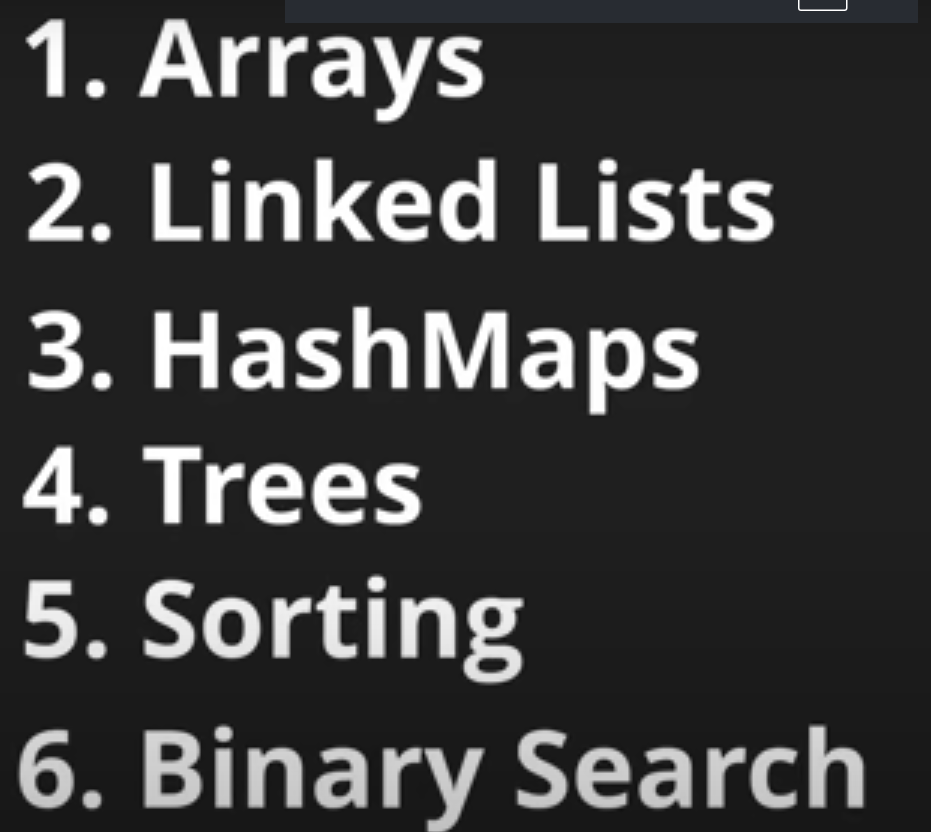 1. Arrays
2. Linked Lists
3. HashMaps
4. Trees
5. Sorting
6. Binary Search